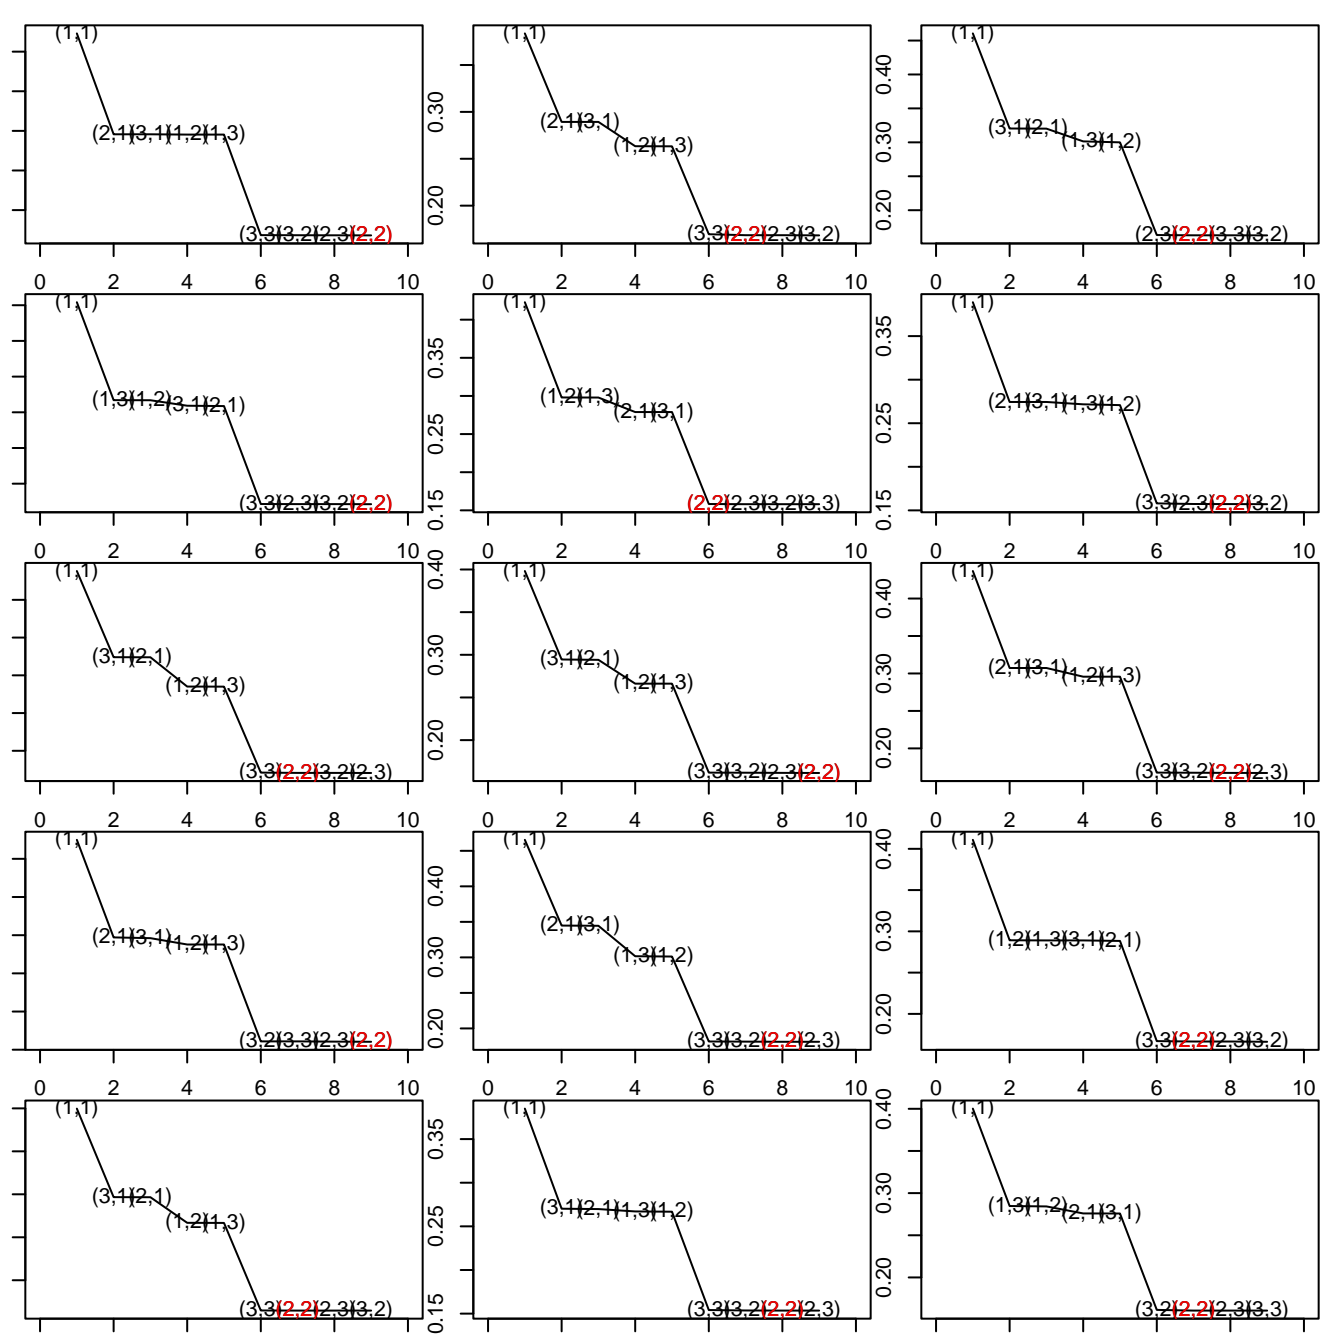 (1,1) (1,1) (1,1)
(2,1) (3,1) (1,2) (1,3)
0.30 0.20
(2,1) (3,1) (1,2) (1,3)
0.40 0.30 0.20
(3,1) (2,1) (1,3) (1,2)
(3,3) (3,2) (2,3) (2,2)
(3,3) (2,2) (2,3) (3,2)
(2,3) (2,2) (3,3) (3,2)
0 2 4 6 8 10 0 2 4 6 8 10 0 2 4 6 8 10
(1,1) (1,1) (1,1)
(1,3) (1,2) (3,1) (2,1)
0.35 0.25 0.15
(1,2) (1,3) (2,1) (3,1)
0.35 0.25 0.15
(2,1) (3,1) (1,3) (1,2)
(3,3) (2,3) (3,2) (2,2)
(2,2) (2,3) (3,2) (3,3)
(3,3) (2,3) (2,2) (3,2)
0 2 4 6 8 10 0 2 4 6 8 10 0 2 4 6 8 10
(1,1) (1,1) (1,1)
(3,1) (2,1) (1,2) (1,3)
0.40 0.30 0.20
(3,1) (2,1) (1,2) (1,3)
0.40 0.30 0.20
(2,1) (3,1) (1,2) (1,3)
(3,3) (2,2) (3,2) (2,3)
(3,3) (3,2) (2,3) (2,2)
(3,3) (3,2) (2,2) (2,3)
0 2 4 6 8 10 0 2 4 6 8 10 0 2 4 6 8 10
(1,1) (1,1) (1,1)
(2,1) (3,1) (1,2) (1,3)
0.40 0.30 0.20
(2,1) (3,1) (1,3) (1,2)
0.40 0.30 0.20
(1,2) (1,3) (3,1) (2,1)
(3,2) (3,3) (2,3) (2,2)
(3,3) (3,2) (2,2) (2,3)
(3,3) (2,2) (2,3) (3,2)
0 2 4 6 8 10 0 2 4 6 8 10 0 2 4 6 8 10
(1,1) (1,1) (1,1)
(3,1) (2,1) (1,2) (1,3)
0.35 0.25 0.15
(3,1) (2,1) (1,3) (1,2)
0.40 0.30 0.20
(1,3) (1,2) (2,1) (3,1)
(3,3) (2,2) (2,3) (3,2)
(3,3) (3,2) (2,2) (2,3)
(3,2) (2,2) (2,3) (3,3)